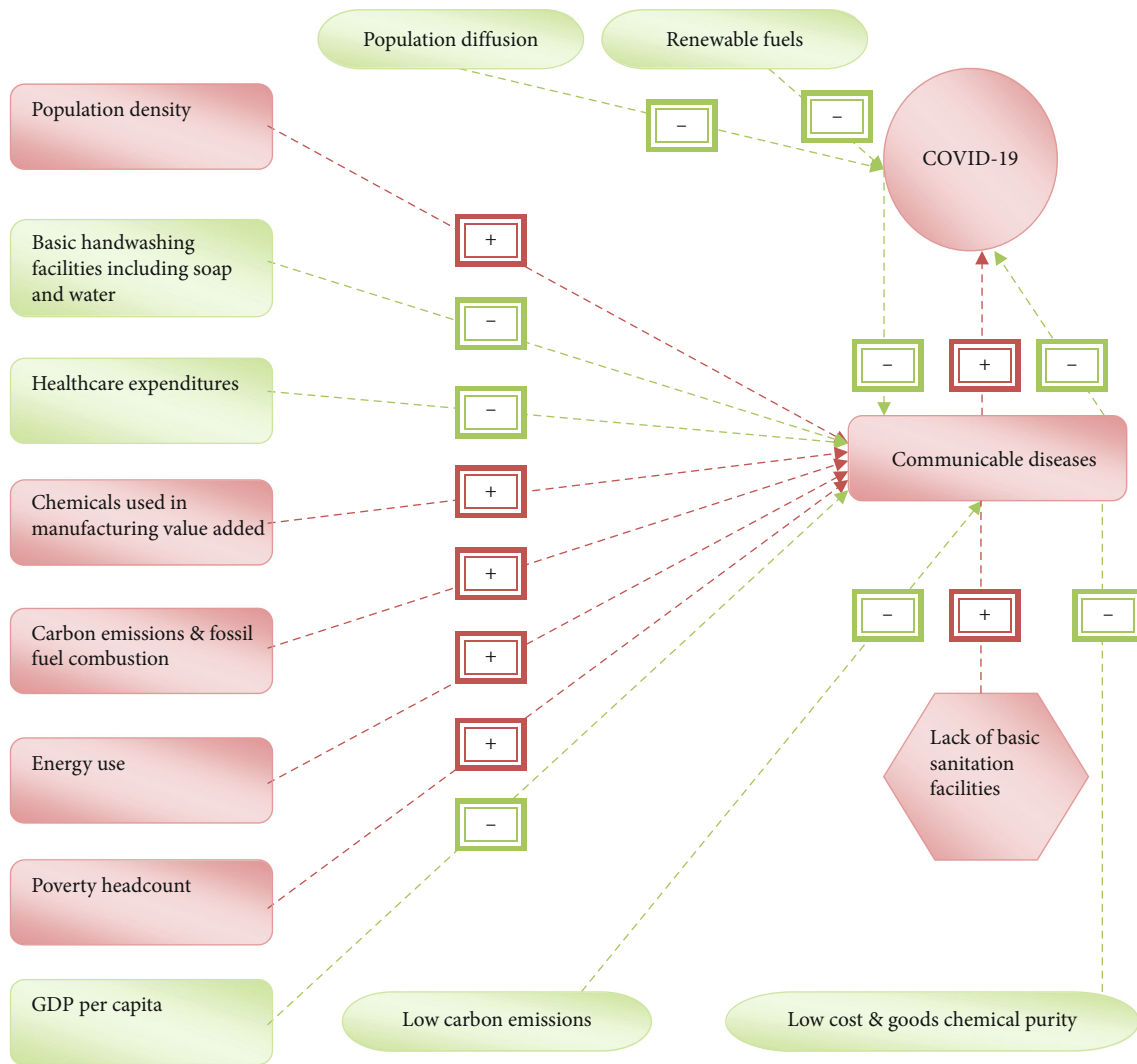 Population diffusion
Renewable fuels
Population density
–
–
COVID-19
Basic handwashing
facilities including soap
and water
+
–
Healthcare expenditures
–
–
+
–
Communicable diseases
Chemicals used in
manufacturing value added
+
Carbon emissions & fossil
fuel combustion
+
–
+
–
Energy use
+
Lack of basic
sanitation
facilities
+
–
Poverty headcount
GDP per capita
Low carbon emissions
Low cost & goods chemical purity